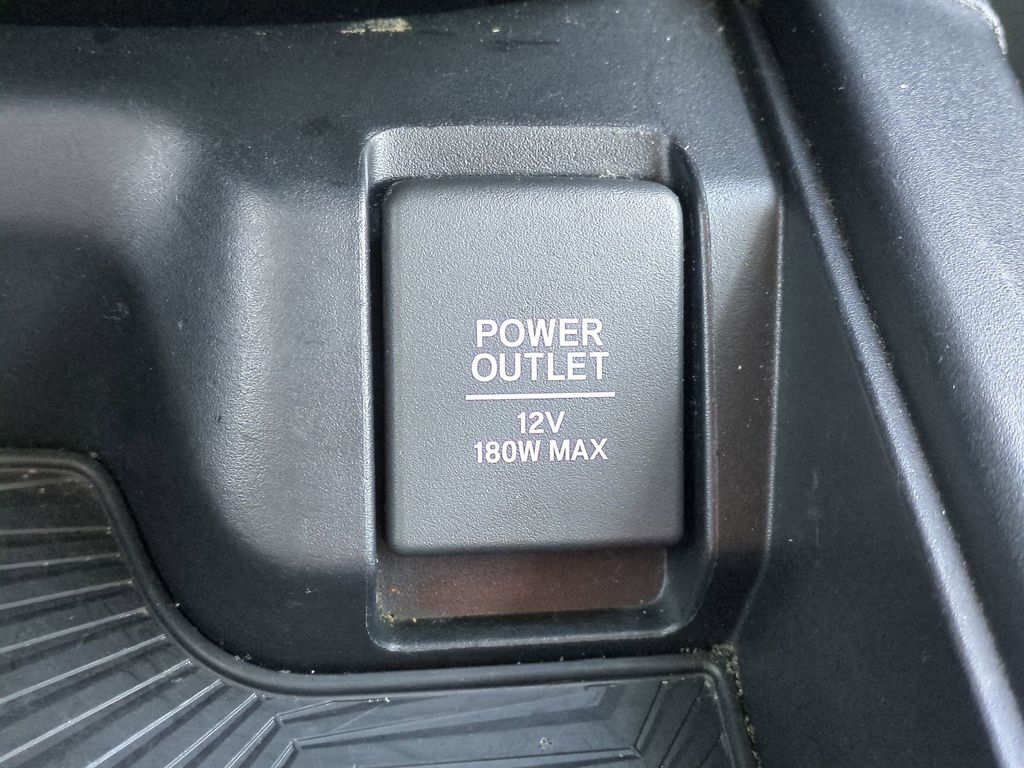 POWER
OUTLET
12V
180W MAX